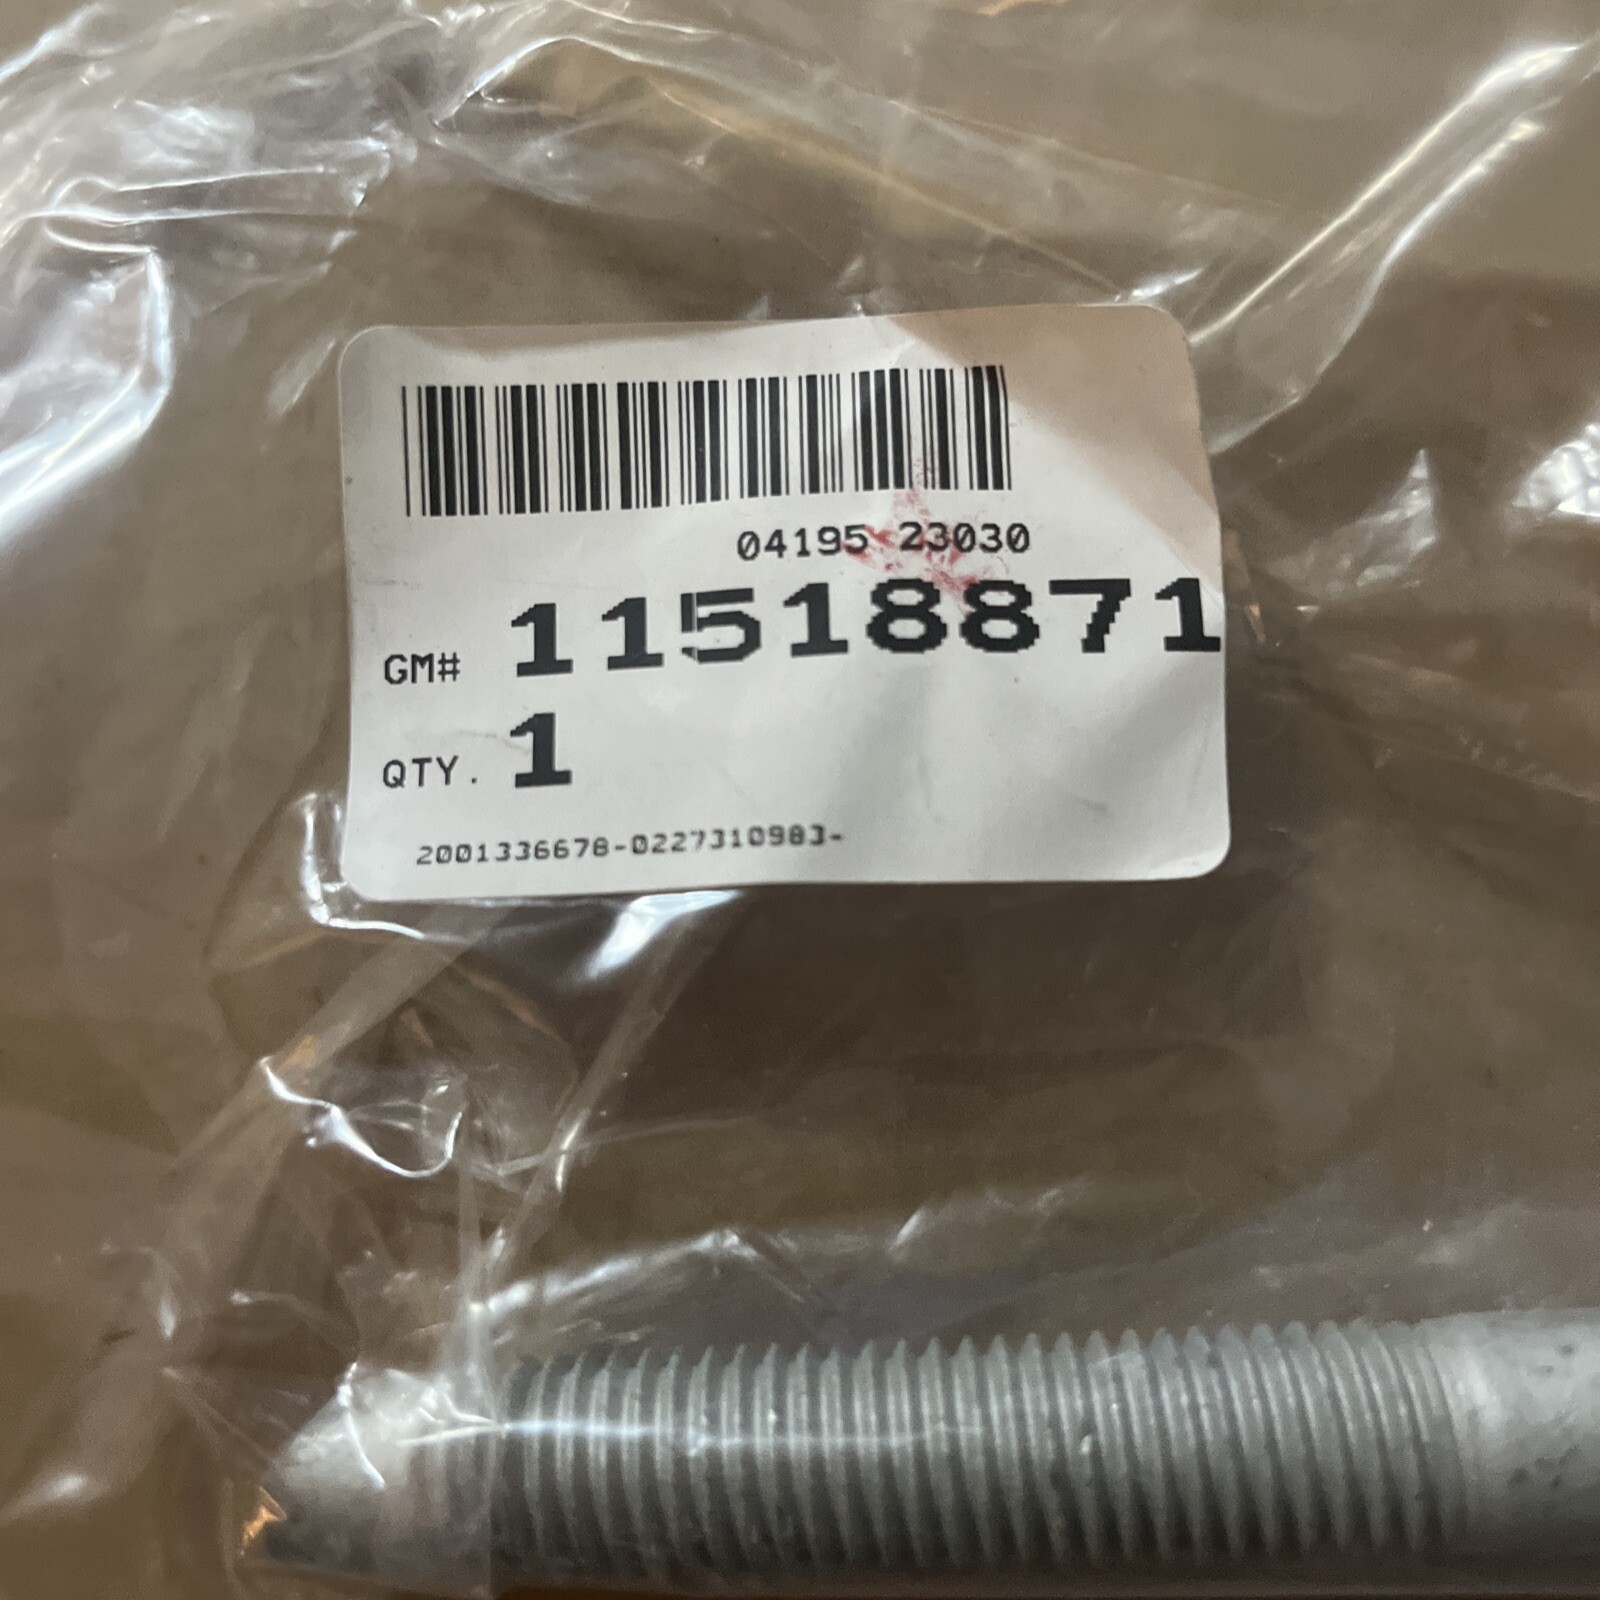 04195 23030
GM# 11518871
QTY. 1
2001336678-0227310983-